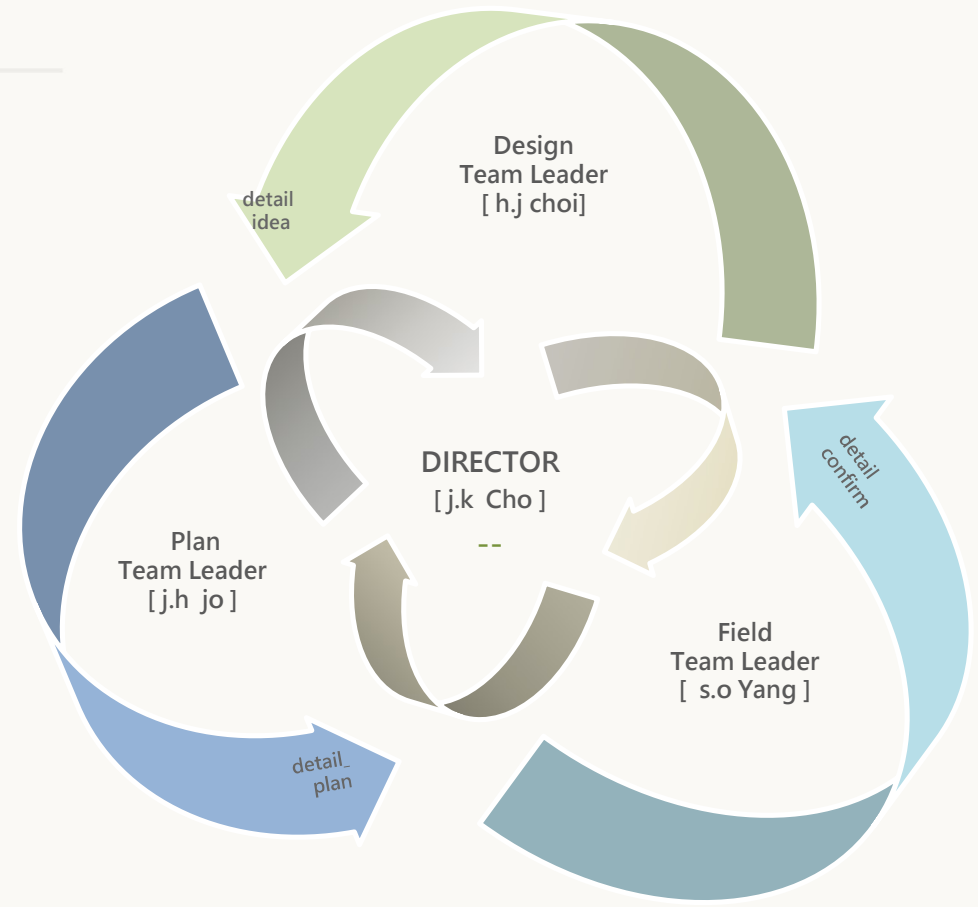 Design
Team Leader
[ h.j choi]
detail
idea
DIRECTOR
[ j.k Cho ]
--
detail
confirm
Plan
Team Leader
[ j.h jo ]
Field
Team Leader
[ s.o Yang ]
detail_
plan